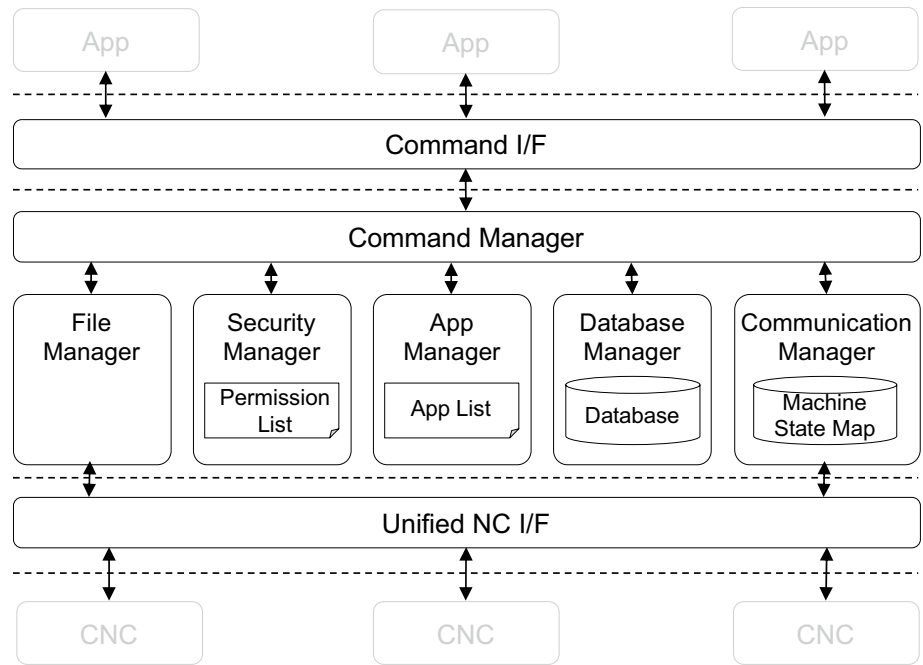 App
App
App
Command I/F
Command Manager
File
Manager
Security
Manager
Permission
List
App
Manager
App List
Database
Manager
Database
Communication
Manager
Machine
State Map
Unified NC I/F
CNC
CNC
CNC